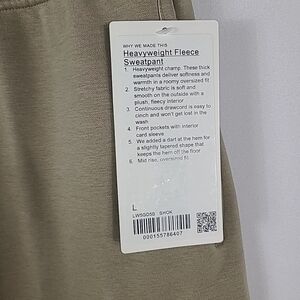 WHY WE MADE THIS
Heavyweight Fleece
Sweatpant
1. Heavyweight champ. These thick
sweatpants deliver softness and
warmth in a roomy oversized fit
2. Stretchy fabric is soft and
smooth on the outside with a
plush, fleecy interior
3. Continuous drawcord is easy to
cinch and won't get lost in the
wash
4. Front pockets with interior
card sleeve
5. We added a dart at the hem for
a slightly tapered shape that
keeps the hem off the floor
6. Mid rise, oversized fit
L
000155786407